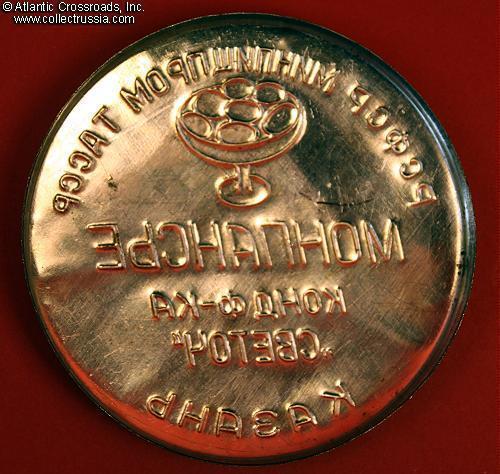 © Atlantic Crossroads, Inc.
www.collectrussia.com
РСФСР МИНПИЩПРОМ ТАССР
МОНПАНСЬЕ
КОНД.Ф-КА
„СВЕТОЧ"
КАЗАНЬ